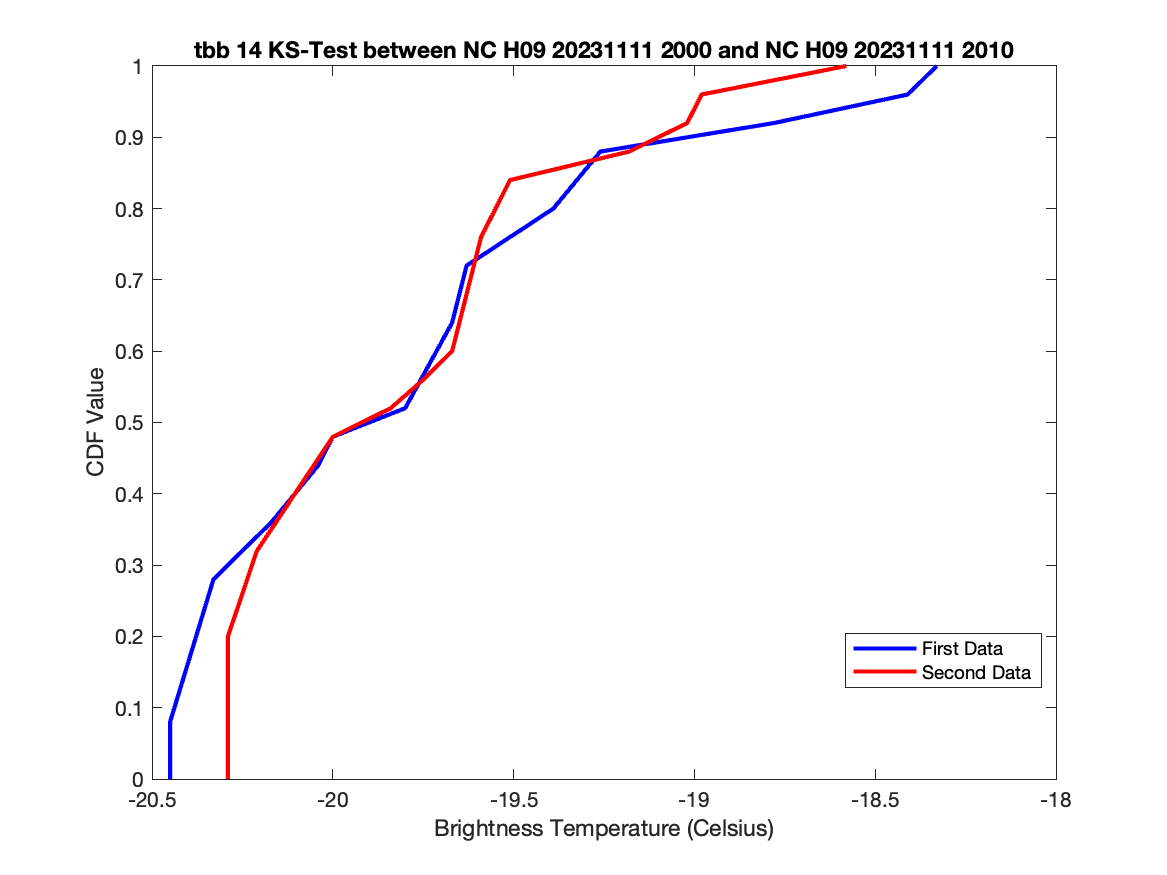 tbb 14 KS-Test between NC H09 20231111 2000 and NC H09 20231111 2010
1
0.9
0.8
0.7
0.6
0.5
0.4
0.3
0.2
0.1
0
CDF Value
First Data
Second Data
-20.5 -20 -19.5 -19 -18.5 -18
Brightness Temperature (Celsius)